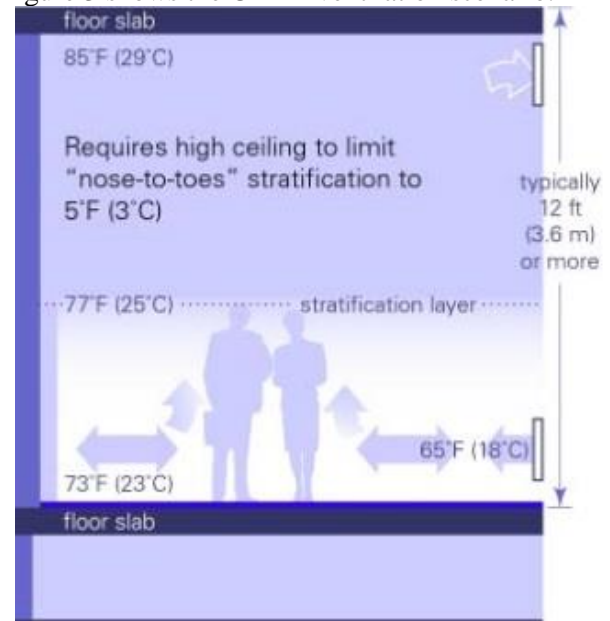 floor slab
85°F (29°C)
Requires high ceiling to limit
"nose-to-toes" stratification to
5°F (3°C)
typically
12 ft
(3.6 m)
or more
77°F (25°C)
stratification layer
65°F (18°C)
73°F (23°C)
floor slab